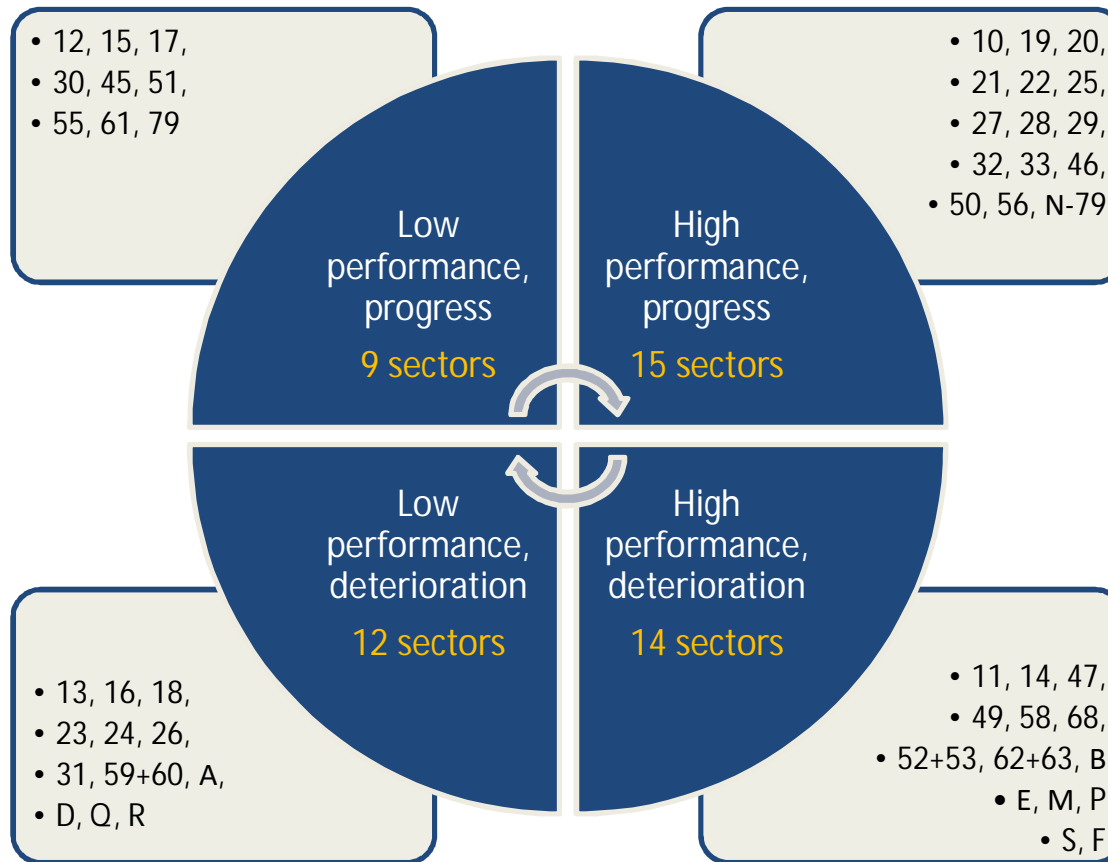 • 12, 15, 17,
• 30, 45, 51,
• 55, 61, 79
• 10, 19, 20,
• 21, 22, 25,
• 27, 28, 29,
• 32, 33, 46,
• 50, 56, N-79
Low
performance,
progress
9 sectors
High
performance,
progress
15 sectors
Low
performance,
deterioration
12 sectors
High
performance,
deterioration
14 sectors
• 13, 16, 18,
• 23, 24, 26,
• 31, 59+60, A,
• D, Q, R
• 11, 14, 47,
• 49, 58, 68,
• 52+53, 62+63, B
• E, M, P
• S, F